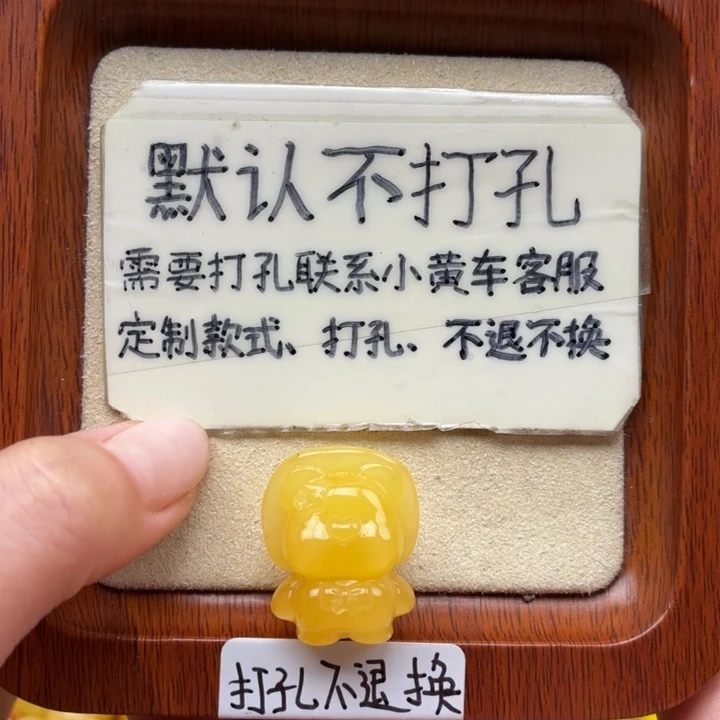 默认不打孔
需要打孔联系小黄车客服
定制款式、打孔、不退不换
打孔不退换